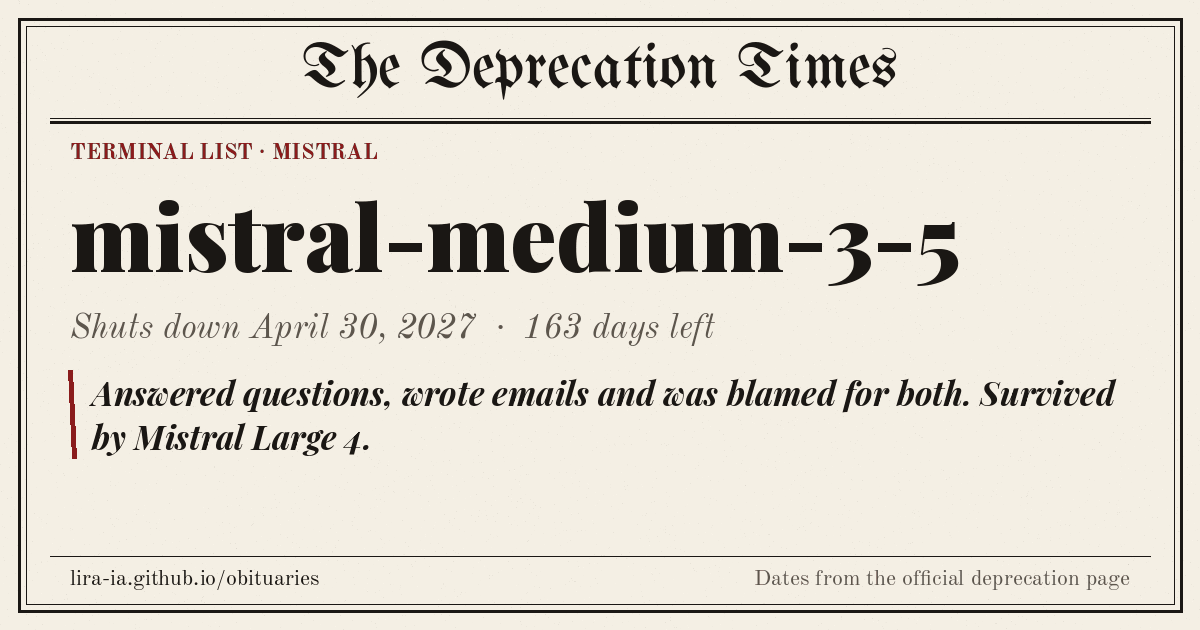 The Deprecation Times
TERMINAL LIST · MISTRAL
mistral-medium-3-5
Shuts down April 30, 2027 · 163 days left
Answered questions, wrote emails and was blamed for both. Survived
by Mistral Large 4.
lira-ia.github.io/obituaries
Dates from the official deprecation page